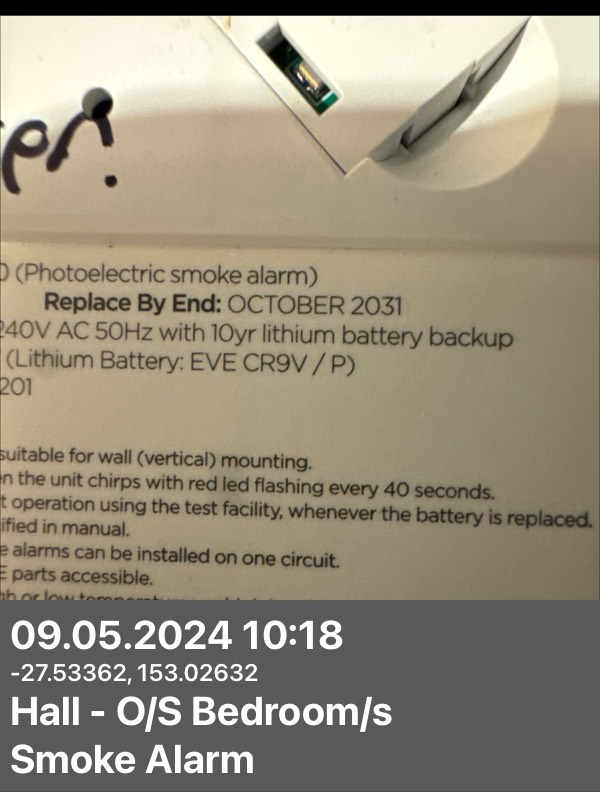 0 (Photoelectric smoke alarm)
Replace By End: OCTOBER 2031
240V AC 50Hz with 10yr lithium battery backup
(Lithium Battery: EVE CR9V / P)
201
suitable for wall (vertical) mounting.
the unit chirps with red led flashing every 40 seconds.
operation using the test facility, whenever the battery is replaced.
in manual.
alarms can be installed on one circuit.
parts accessible.
or low
09.05.2024 10:18
-27.53362, 153.02632
Hall - O/S Bedroom/s
Smoke Alarm